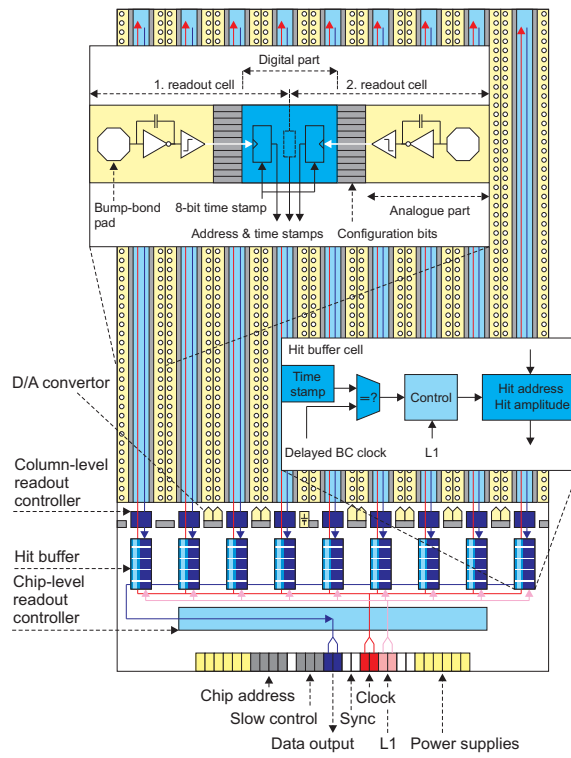 Digital part
1. readout cell
2. readout cell
Bump-bond
pad
8-bit time stamp
Analogue part
Address & time stamps
Configuration bits
Hit buffer cell
Time
stamp
=?
Control
Hit address
Hit amplitude
Delayed BC clock
L1
D/A convertor
Column-level
readout
controller
Hit buffer
Chip-level
readout
controller
Chip address
Clock
Slow control
Sync
Data output
L1
Power supplies